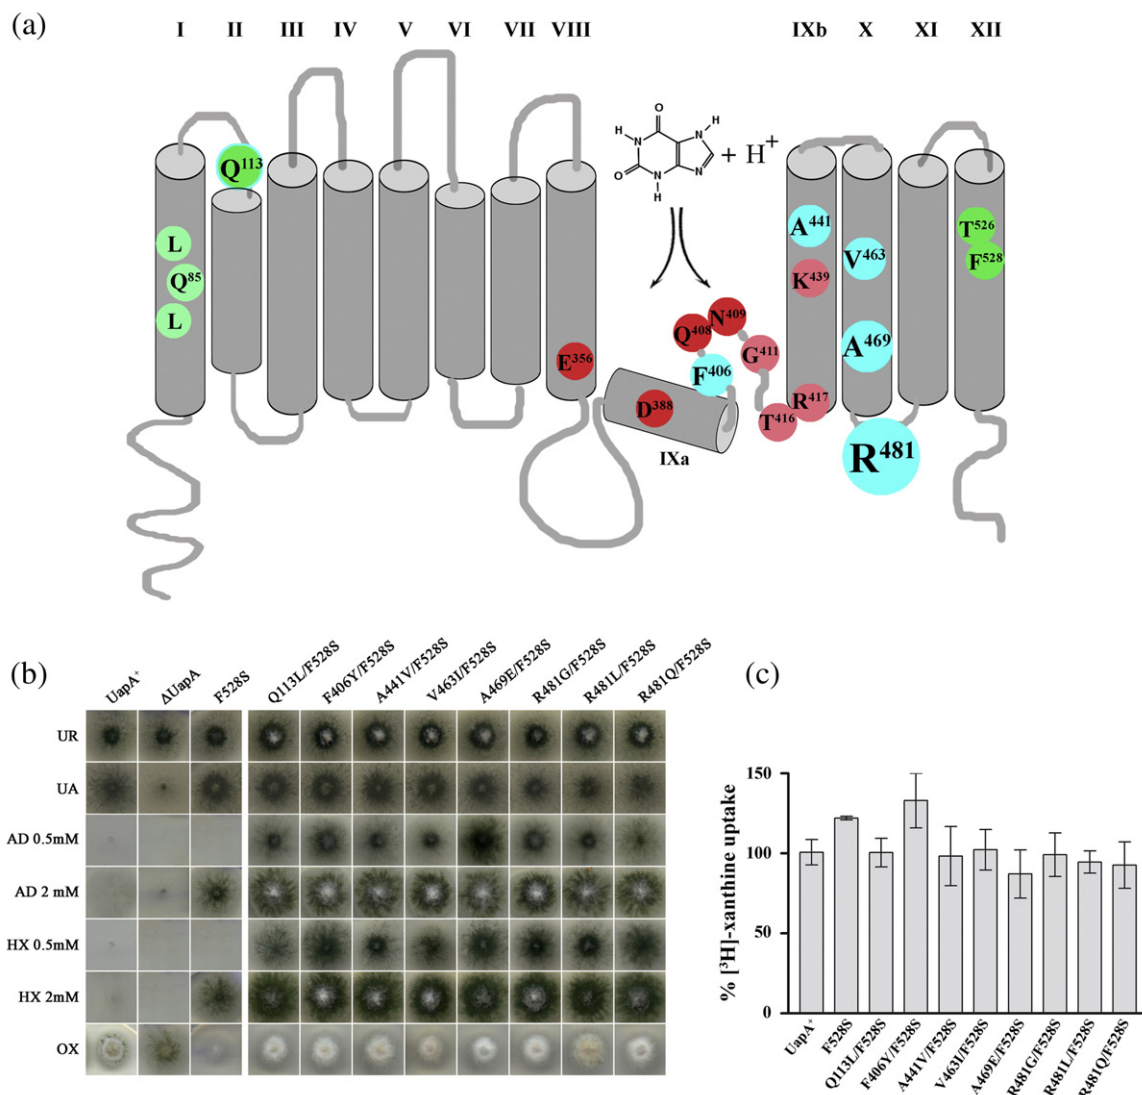 (a)
I II III IV V VI VII VIII IXb X XI XII
O
H N N H
O N N
H
+ H+
Q113
L
Q85
L
E356
D388
IXa
Q408
N409
F406
G411
T416
R417
A441
K439
V463
A469
R481
T526
F528
(b)
UapA+ ΔUapA F528S Q113L/F528S F406Y/F528S A441V/F528S V463I/F528S A469E/F528S R481G/F528S R481L/F528S R481Q/F528S
UR
UA
AD 0.5mM
AD 2 mM
HX 0.5mM
HX 2mM
OX
(c)
% [³H]-xanthine uptake
150
100
50
0
UapA+ F528S Q113L/F528S F406Y/F528S A441V/F528S V463I/F528S A469E/F528S R481G/F528S R481L/F528S R481Q/F528S